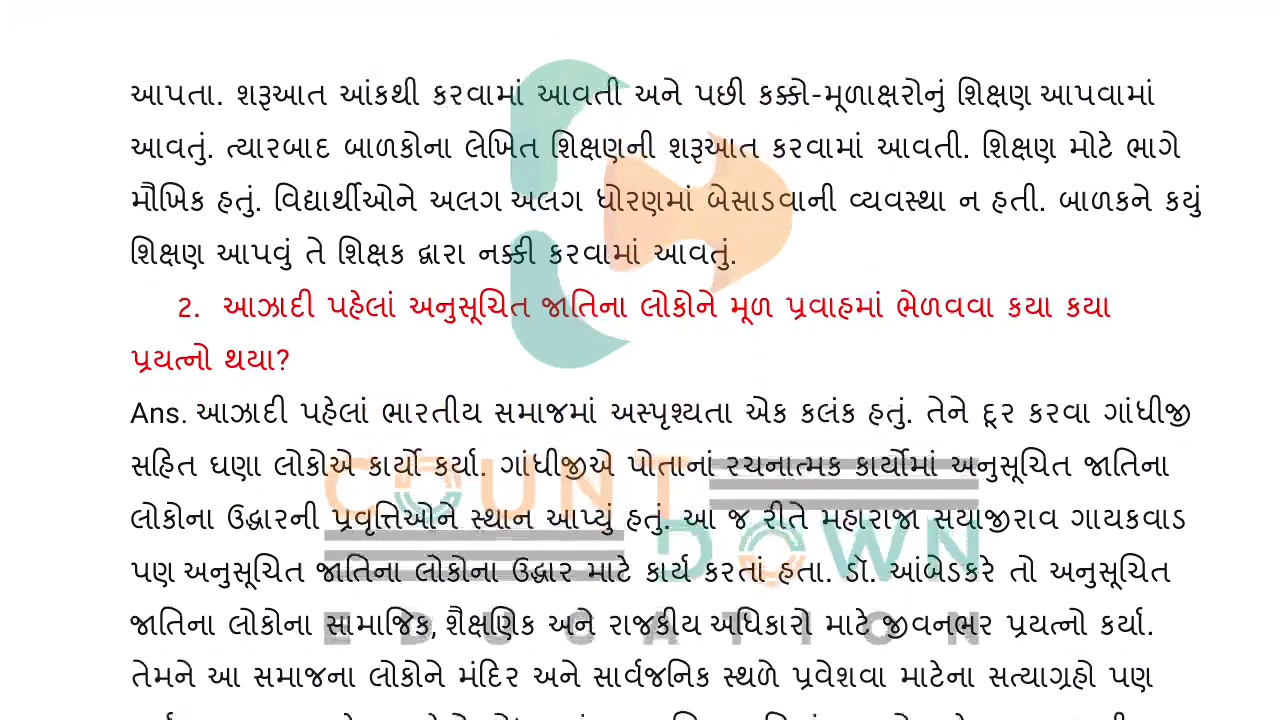 આપતા. શરૂઆત આંકથી કરવામાં આવતી અને પછી કક્કો-મૂળાક્ષરોનું શિક્ષણ આપવામાં
આવતું. ત્યારબાદ બાળકોના લેખિત શિક્ષણની શરૂઆત કરવામાં આવતી. શિક્ષણ મોટે ભાગે
મૌખિક હતું. વિદ્યાર્થીઓને અલગ અલગ ધોરણમાં બેસાડવાની વ્યવસ્થા ન હતી. બાળકને કયું
શિક્ષણ આપવું તે શિક્ષક દ્વારા નક્કી કરવામાં આવતું.
2. આઝાદી પહેલાં અનુસૂચિત જાતિના લોકોને મૂળ પ્રવાહમાં ભેળવવા કયા કયા
પ્રયત્નો થયા?
Ans. આઝાદી પહેલાં ભારતીય સમાજમાં અસ્પૃશ્યતા એક કલંક હતું. તેને દૂર કરવા ગાંધીજી
સહિત ઘણા લોકોએ કાર્યો કર્યા. ગાંધીજીએ પોતાનાં રચનાત્મક કાર્યોમાં અનુસૂચિત જાતિના
લોકોના ઉદ્ધારની પ્રવૃત્તિઓને સ્થાન આપ્યું હતું. આ જ રીતે મહારાજા સયાજીરાવ ગાયકવાડ
પણ અનુસૂચિત જાતિના લોકોના ઉદ્ધાર માટે કાર્ય કરતાં હતા. ડૉ. આંબેડકરે તો અનુસૂચિત
જાતિના લોકોના સામાજિક, શૈક્ષણિક અને રાજકીય અધિકારો માટે જીવનભર પ્રયત્નો કર્યા.
તેમને આ સમાજના લોકોને મંદિર અને સાર્વજનિક સ્થળે પ્રવેશવા માટેના સત્યાગ્રહો પણ
COUNT
DOWN
EDUCATION